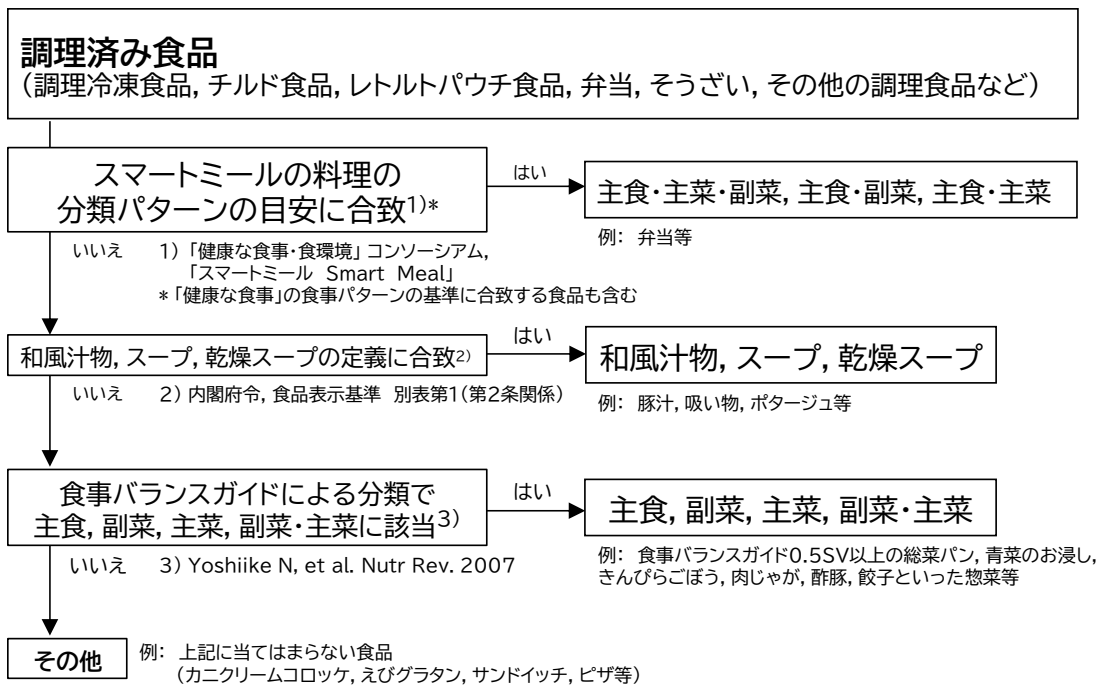 調理済み食品
(調理冷凍食品, チルド食品, レトルトパウチ食品, 弁当, そうざい, その他の調理食品など)
スマートミールの料理の
分類パターンの目安に合致1)*
はい
主食・主菜・副菜, 主食・副菜, 主食・主菜
例: 弁当等
いいえ
1) 「健康な食事・食環境」 コンソーシアム,
「スマートミール Smart Meal」
* 「健康な食事」の食事パターンの基準に合致する食品も含む
和風汁物, スープ, 乾燥スープの定義に合致2)
はい
和風汁物, スープ, 乾燥スープ
例: 豚汁, 吸い物, ポタージュ等
いいえ
2) 内閣府令, 食品表示基準 別表第1(第2条関係)
食事バランスガイドによる分類で
主食, 副菜, 主菜, 副菜・主菜に該当3)
はい
主食, 副菜, 主菜, 副菜・主菜
例: 食事バランスガイド0.5SV以上の総菜パン, 青菜のお浸し,
きんぴらごぼう, 肉じゃが, 酢豚, 餃子といった惣菜等
いいえ
3) Yoshiike N, et al. Nutr Rev. 2007
その他
例: 上記に当てはまらない食品
(カニクリームコロッケ, えびグラタン, サンドイッチ, ピザ等)